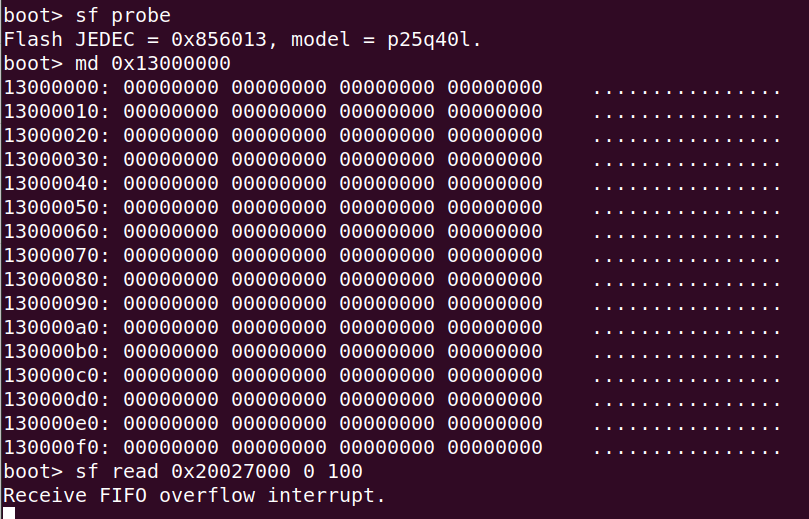 boot> sf probe
Flash JEDEC = 0x856013, model = p25q40l.
boot> md 0x13000000
13000000: 00000000 00000000 00000000 00000000    ................
13000010: 00000000 00000000 00000000 00000000    ................
13000020: 00000000 00000000 00000000 00000000    ................
13000030: 00000000 00000000 00000000 00000000    ................
13000040: 00000000 00000000 00000000 00000000    ................
13000050: 00000000 00000000 00000000 00000000    ................
13000060: 00000000 00000000 00000000 00000000    ................
13000070: 00000000 00000000 00000000 00000000    ................
13000080: 00000000 00000000 00000000 00000000    ................
13000090: 00000000 00000000 00000000 00000000    ................
130000a0: 00000000 00000000 00000000 00000000    ................
130000b0: 00000000 00000000 00000000 00000000    ................
130000c0: 00000000 00000000 00000000 00000000    ................
130000d0: 00000000 00000000 00000000 00000000    ................
130000e0: 00000000 00000000 00000000 00000000    ................
130000f0: 00000000 00000000 00000000 00000000    ................
boot> sf read 0x20027000 0 100
Receive FIFO overflow interrupt.